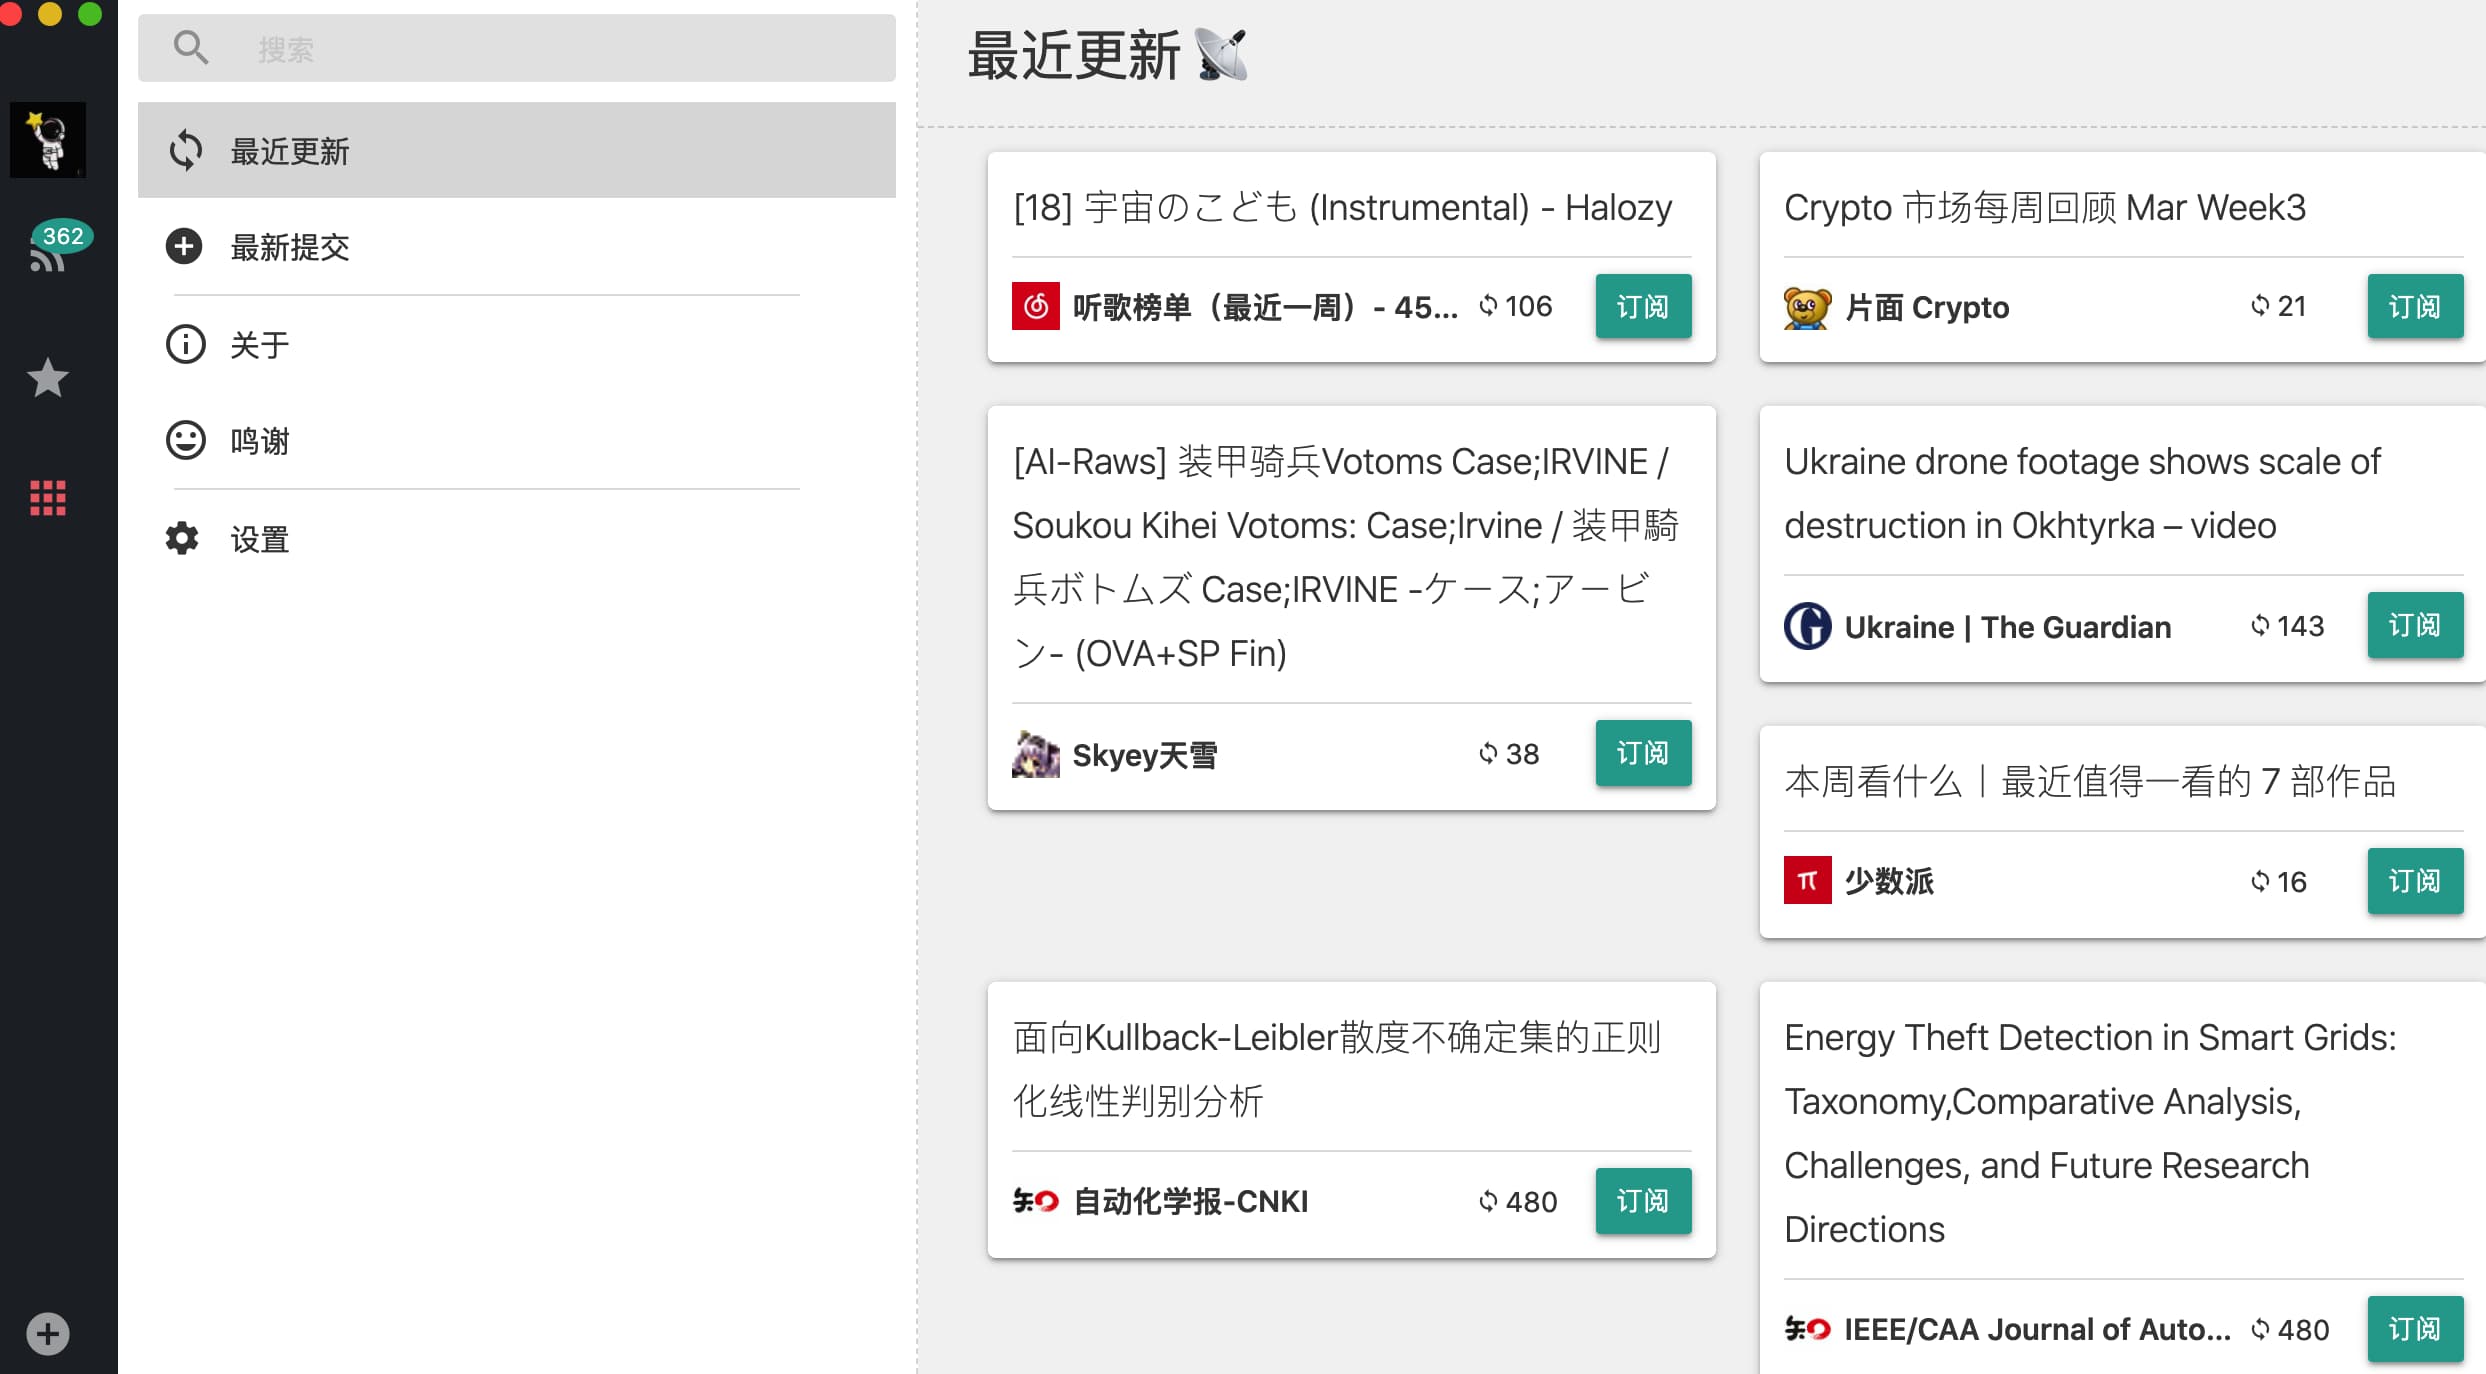 搜索
362
最近更新
最新提交
关于
鸣谢
设置
最近更新
[18] 宇宙のこども (Instrumental) - Halozy
听歌榜单（最近一周）- 45...
106
订阅
Crypto 市场每周回顾 Mar Week3
片面 Crypto
21
订阅
[AI-Raws] 装甲骑兵Votoms Case;IRVINE /
Soukou Kihei Votoms: Case;Irvine / 装甲騎
兵ボトムズ Case;IRVINE -ケース;アービ
ン- (OVA+SP Fin)
Skyey天雪
38
订阅
Ukraine drone footage shows scale of
destruction in Okhtyrka – video
Ukraine | The Guardian
143
订阅
本周看什么丨最近值得一看的 7 部作品
少数派
16
订阅
面向Kullback-Leibler散度不确定集的正则
化线性判别分析
自动化学报-CNKI
480
订阅
Energy Theft Detection in Smart Grids:
Taxonomy,Comparative Analysis,
Challenges, and Future Research
Directions
IEEE/CAA Journal of Auto...
480
订阅